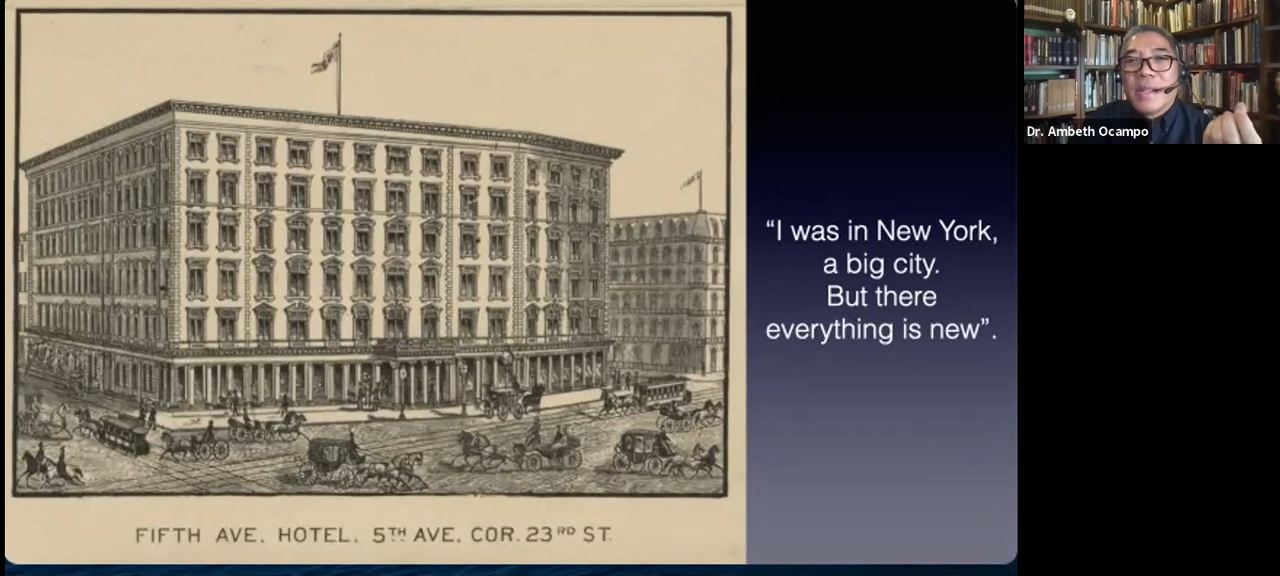 FIFTH AVE. HOTEL. 5TH AVE. COR. 23RD ST.
“I was in New York,
a big city.
But there
everything is new”.
Dr. Ambeth Ocampo